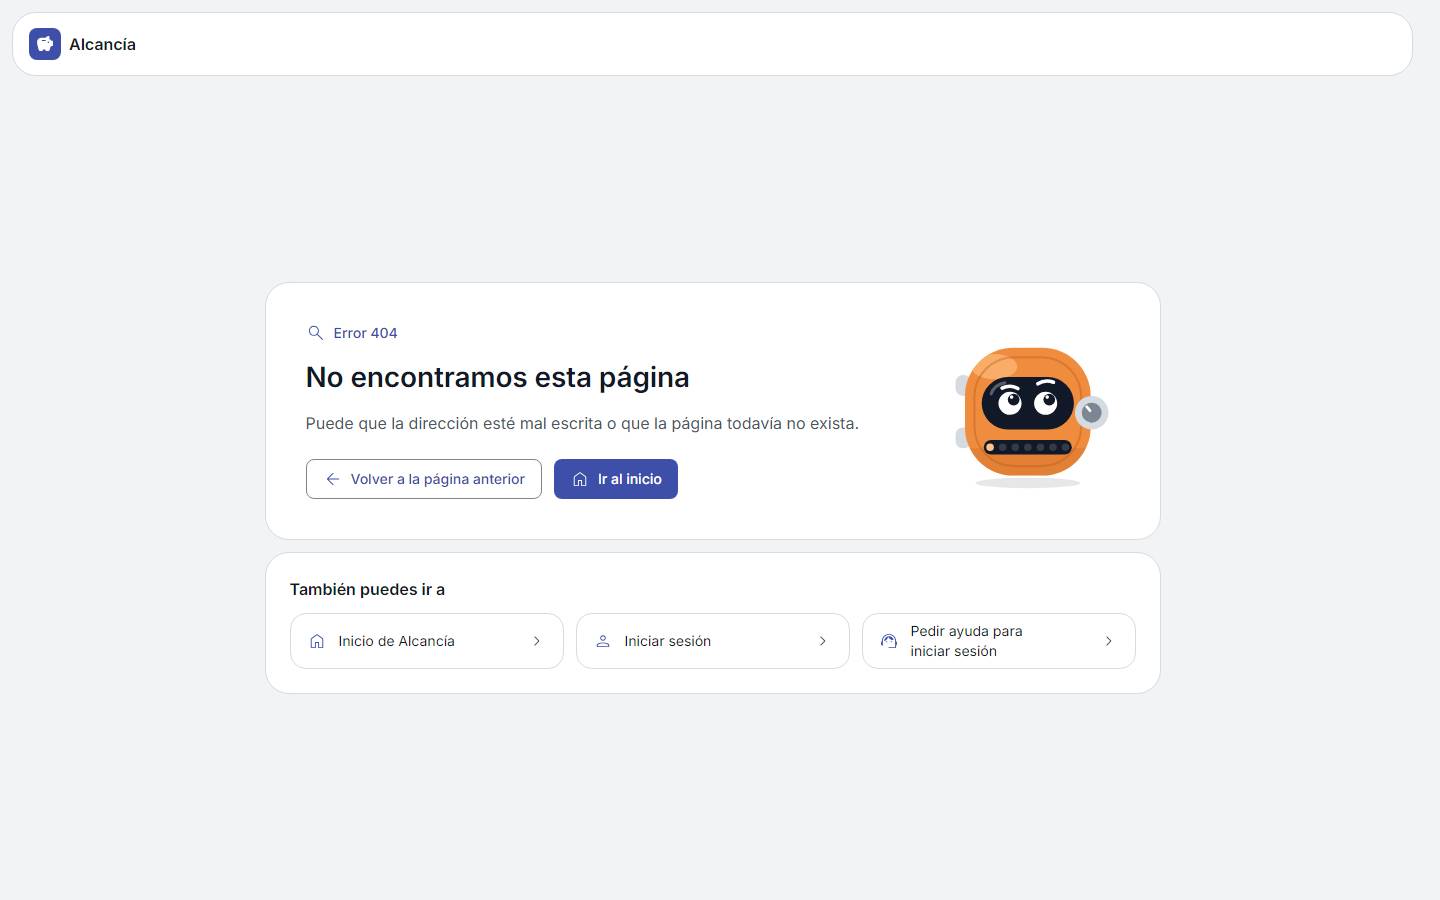 Alcancía
Error 404
No encontramos esta página
Puede que la dirección esté mal escrita o que la página todavía no exista.
Volver a la página anterior
Ir al inicio
También puedes ir a
Inicio de Alcancía
Iniciar sesión
Pedir ayuda para
iniciar sesión